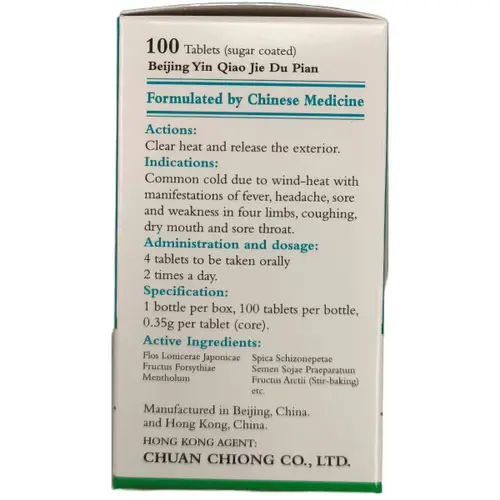 100 Tablets (sugar coated)
Beijing Yin Qiao Jie Du Pian
Formulated by Chinese Medicine
Actions:
Clear heat and release the exterior.
Indications:
Common cold due to wind-heat with
manifestations of fever, headache, sore
and weakness in four limbs, coughing,
dry mouth and sore throat.
Administration and dosage:
4 tablets to be taken orally
2 times a day.
Specification:
1 bottle per box, 100 tablets per bottle,
0.35g per tablet (core).
Active Ingredients:
Flos Lonicerae Japonicae
Fructus Forsythiae
Mentholum
Spica Schizonepetae
Semen Sojae Praeparatum
Fructus Arctii (Stir-baking)
etc.
Manufactured in Beijing, China.
and Hong Kong, China.
HONG KONG AGENT:
CHUAN CHIONG CO., LTD.